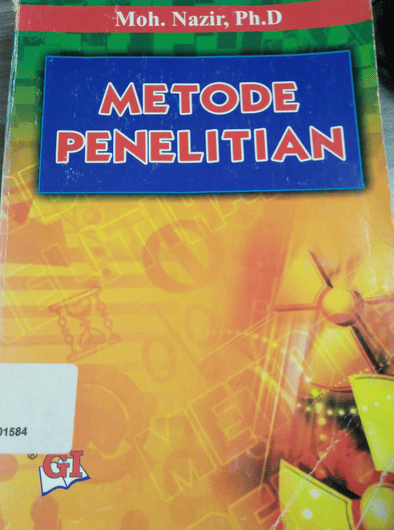 Moh. Nazir, Ph.D
METODE
PENELITIAN
01584
® GI